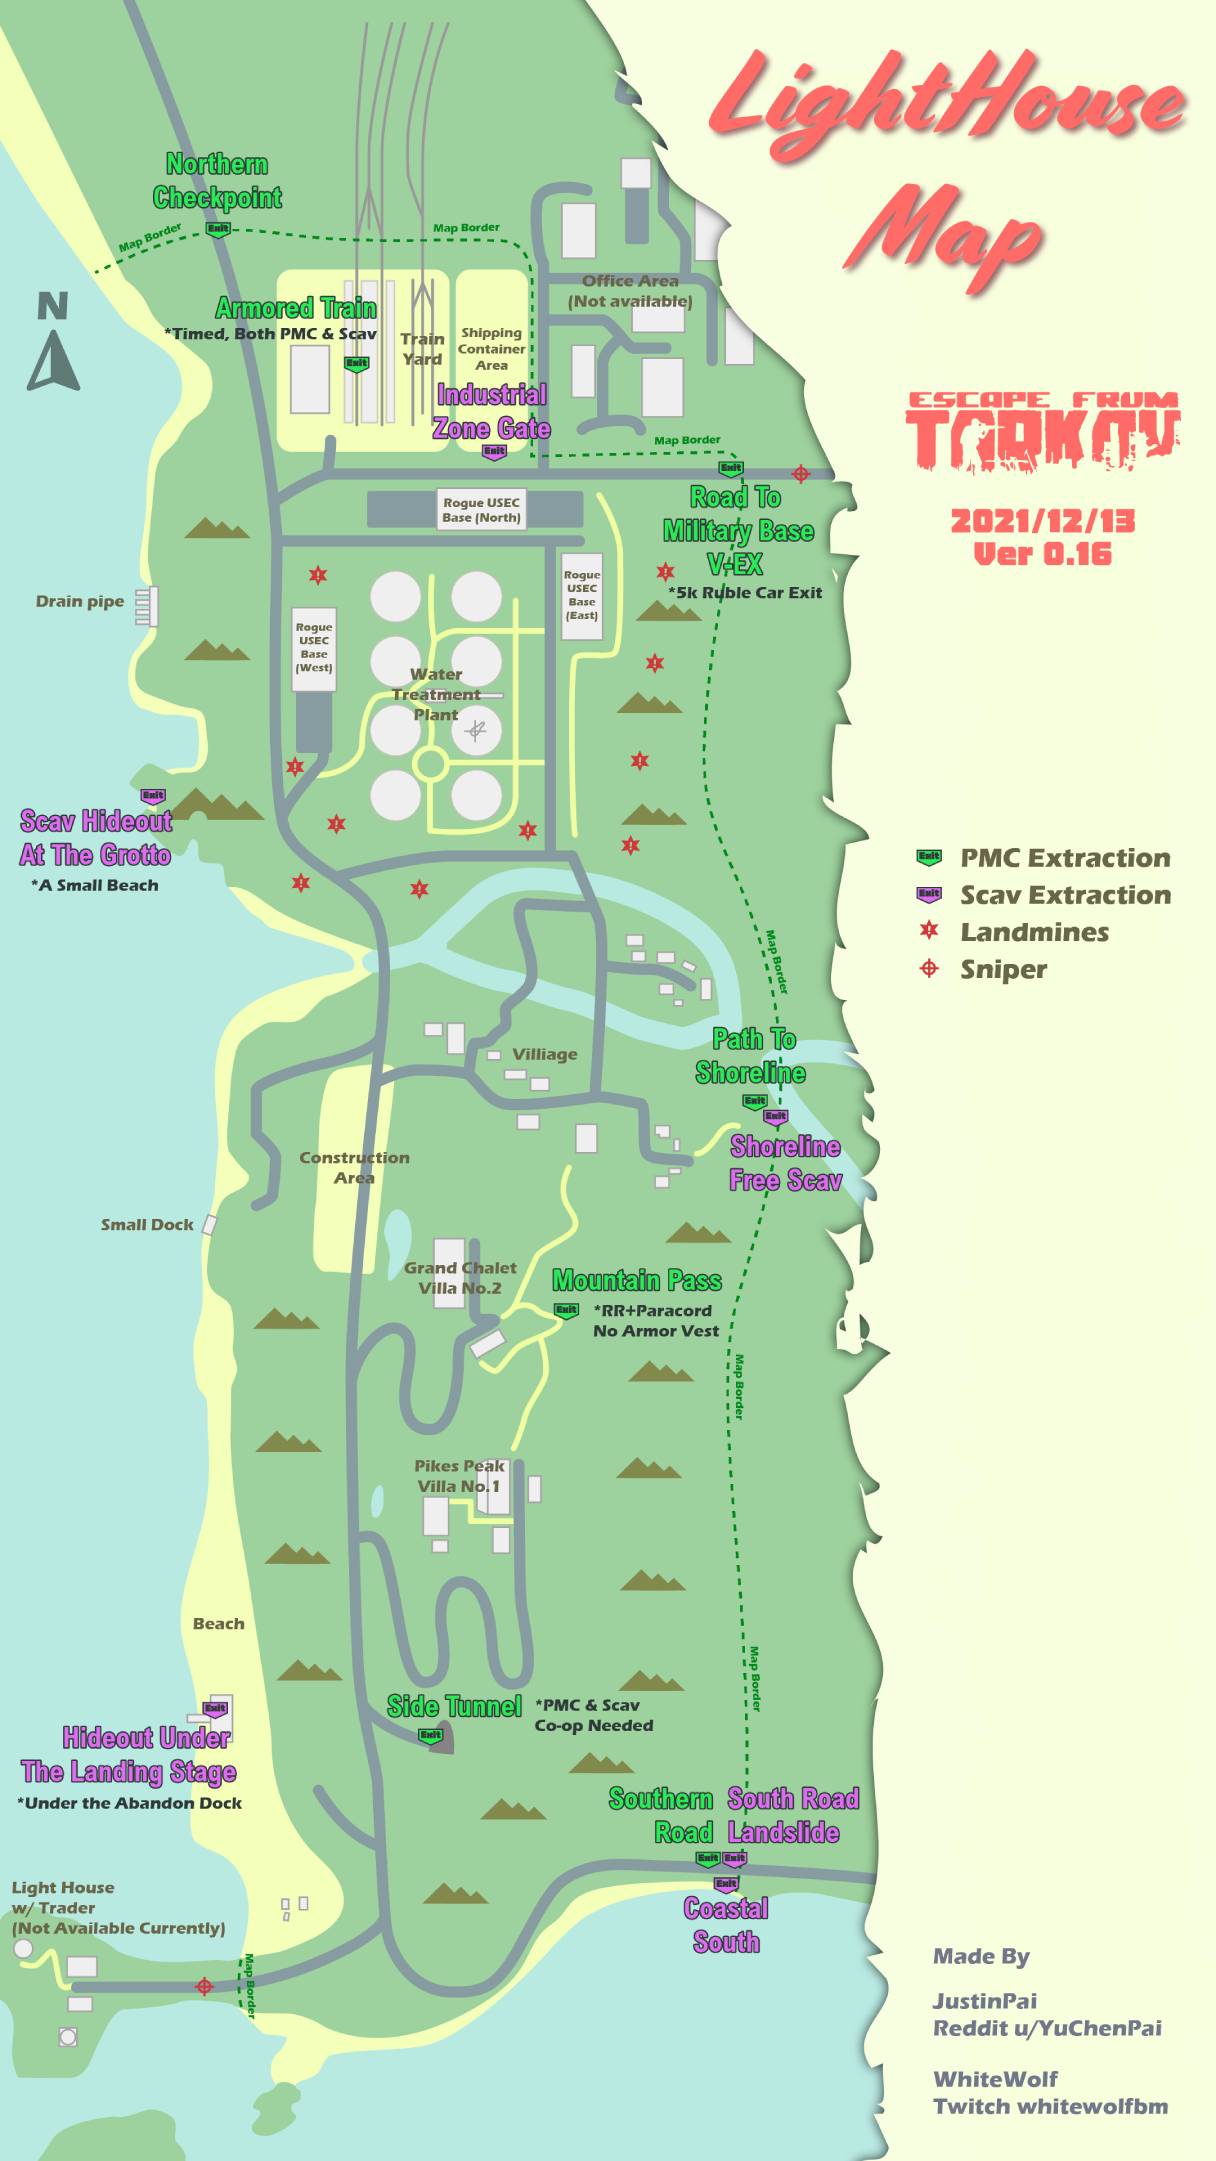 LightHouse
Map
ESCAPE FROM
TARKOV
2021/12/13
Ver 0.16
Northern
Checkpoint
Exit
Map Border
Map Border
N
Armored Train
*Timed, Both PMC & Scav
Exit
Train
Yard
Shipping
Container
Area
Office Area
(Not available)
Industrial
Zone Gate
Exit
Map Border
Exit
Road To
Military Base
V-EX
*5k Ruble Car Exit
Rogue USEC
Base (North)
Rogue
USEC
Base
(East)
Rogue
USEC
Base
(West)
Drain pipe
Water
Treatment
Plant
Exit
Scav Hideout
At The Grotto
*A Small Beach
Exit PMC Extraction
Exit Scav Extraction
Landmines
Sniper
Map Border
Villiage
Path To
Shoreline
Exit
Exit
Shoreline
Free Scav
Construction
Area
Small Dock
Grand Chalet
Villa No.2
Mountain Pass
Exit
*RR+Paracord
No Armor Vest
Map Border
Pikes Peak
Villa No.1
Beach
Map Border
Exit
Hideout Under
The Landing Stage
*Under the Abandon Dock
Side Tunnel
Exit
*PMC & Scav
Co-op Needed
Southern
Road
Exit
South Road
Landslide
Exit
Exit
Coastal
South
Light House
w/ Trader
(Not Available Currently)
Map Border
Made By
JustinPai
Reddit u/YuChenPai
WhiteWolf
Twitch whitewolfbm